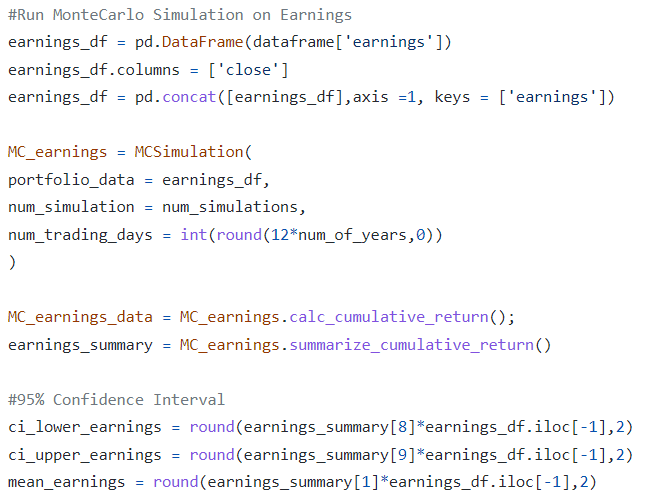 #Run MonteCarlo Simulation on Earnings
earnings_df = pd.DataFrame(dataframe['earnings'])
earnings_df.columns = ['close']
earnings_df = pd.concat([earnings_df],axis =1, keys = ['earnings'])
MC_earnings = MCSimulation(
portfolio_data = earnings_df,
num_simulation = num_simulations,
num_trading_days = int(round(12*num_of_years,0))
)
MC_earnings_data = MC_earnings.calc_cumulative_return();
earnings_summary = MC_earnings.summarize_cumulative_return()
#95% Confidence Interval
ci_lower_earnings = round(earnings_summary[8]*earnings_df.iloc[-1],2)
ci_upper_earnings = round(earnings_summary[9]*earnings_df.iloc[-1],2)
mean_earnings = round(earnings_summary[1]*earnings_df.iloc[-1],2)